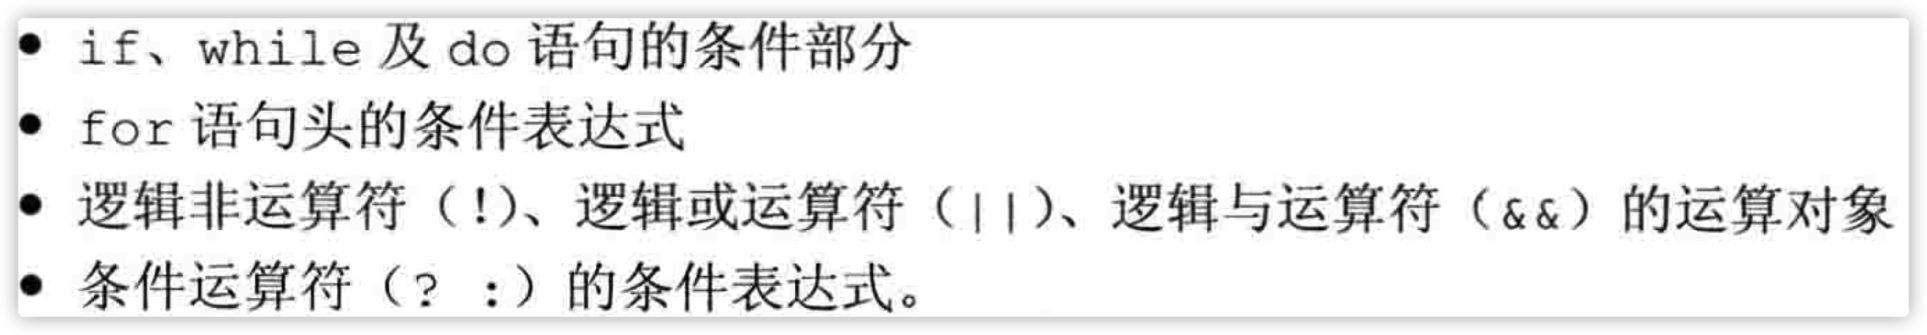 ● if、while 及 do 语句的条件部分
● for 语句头的条件表达式
● 逻辑非运算符（!）、逻辑或运算符（||）、逻辑与运算符（&&）的运算对象
● 条件运算符（? :）的条件表达式。